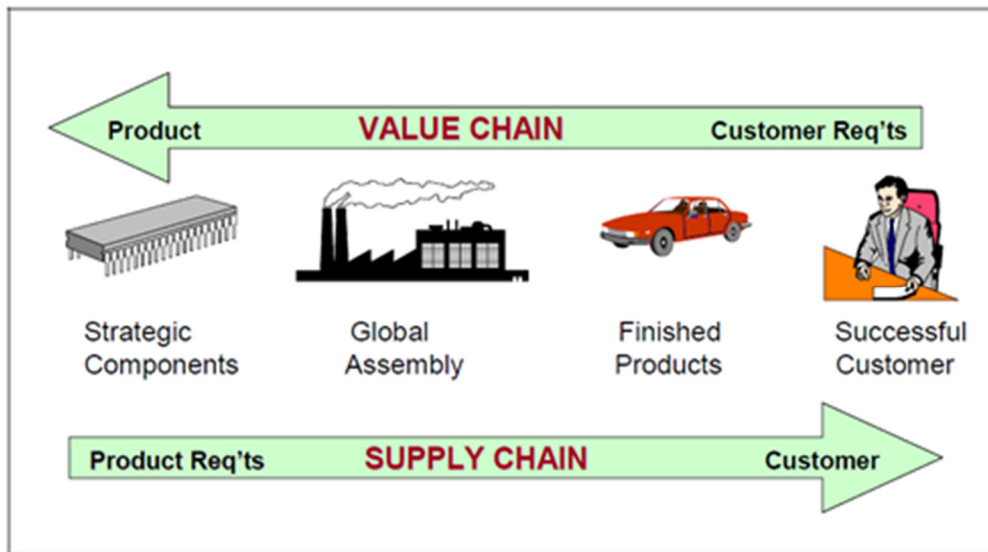 Product VALUE CHAIN Customer Req'ts
Strategic
Components
Global
Assembly
Finished
Products
Successful
Customer
Product Req'ts SUPPLY CHAIN Customer